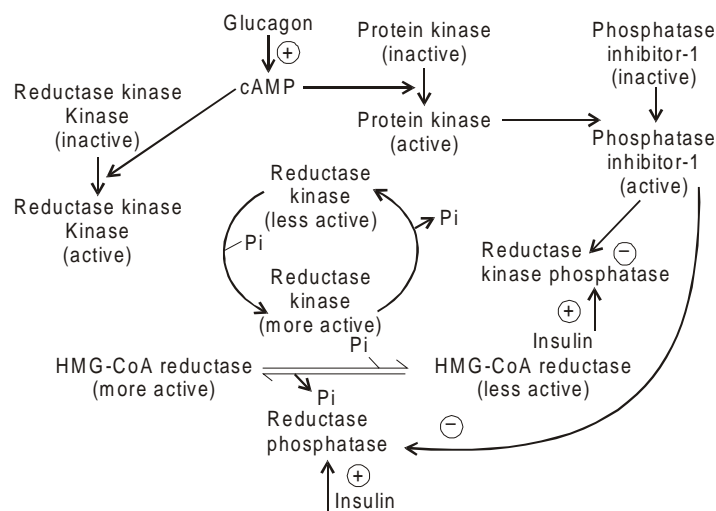 Glucagon
+
cAMP
Protein kinase
(inactive)
Phosphatase
inhibitor-1
(inactive)
Reductase kinase
Kinase
(inactive)
Protein kinase
(active)
Phosphatase
inhibitor-1
(active)
Reductase kinase
Kinase
(active)
Reductase
kinase
(less active)
Pi
Pi
Reductase
kinase
(more active)
Reductase −
kinase phosphatase
+
Insulin
Pi
HMG-CoA reductase
(more active)
HMG-CoA reductase
(less active)
Pi
Reductase
phosphatase
−
+
Insulin